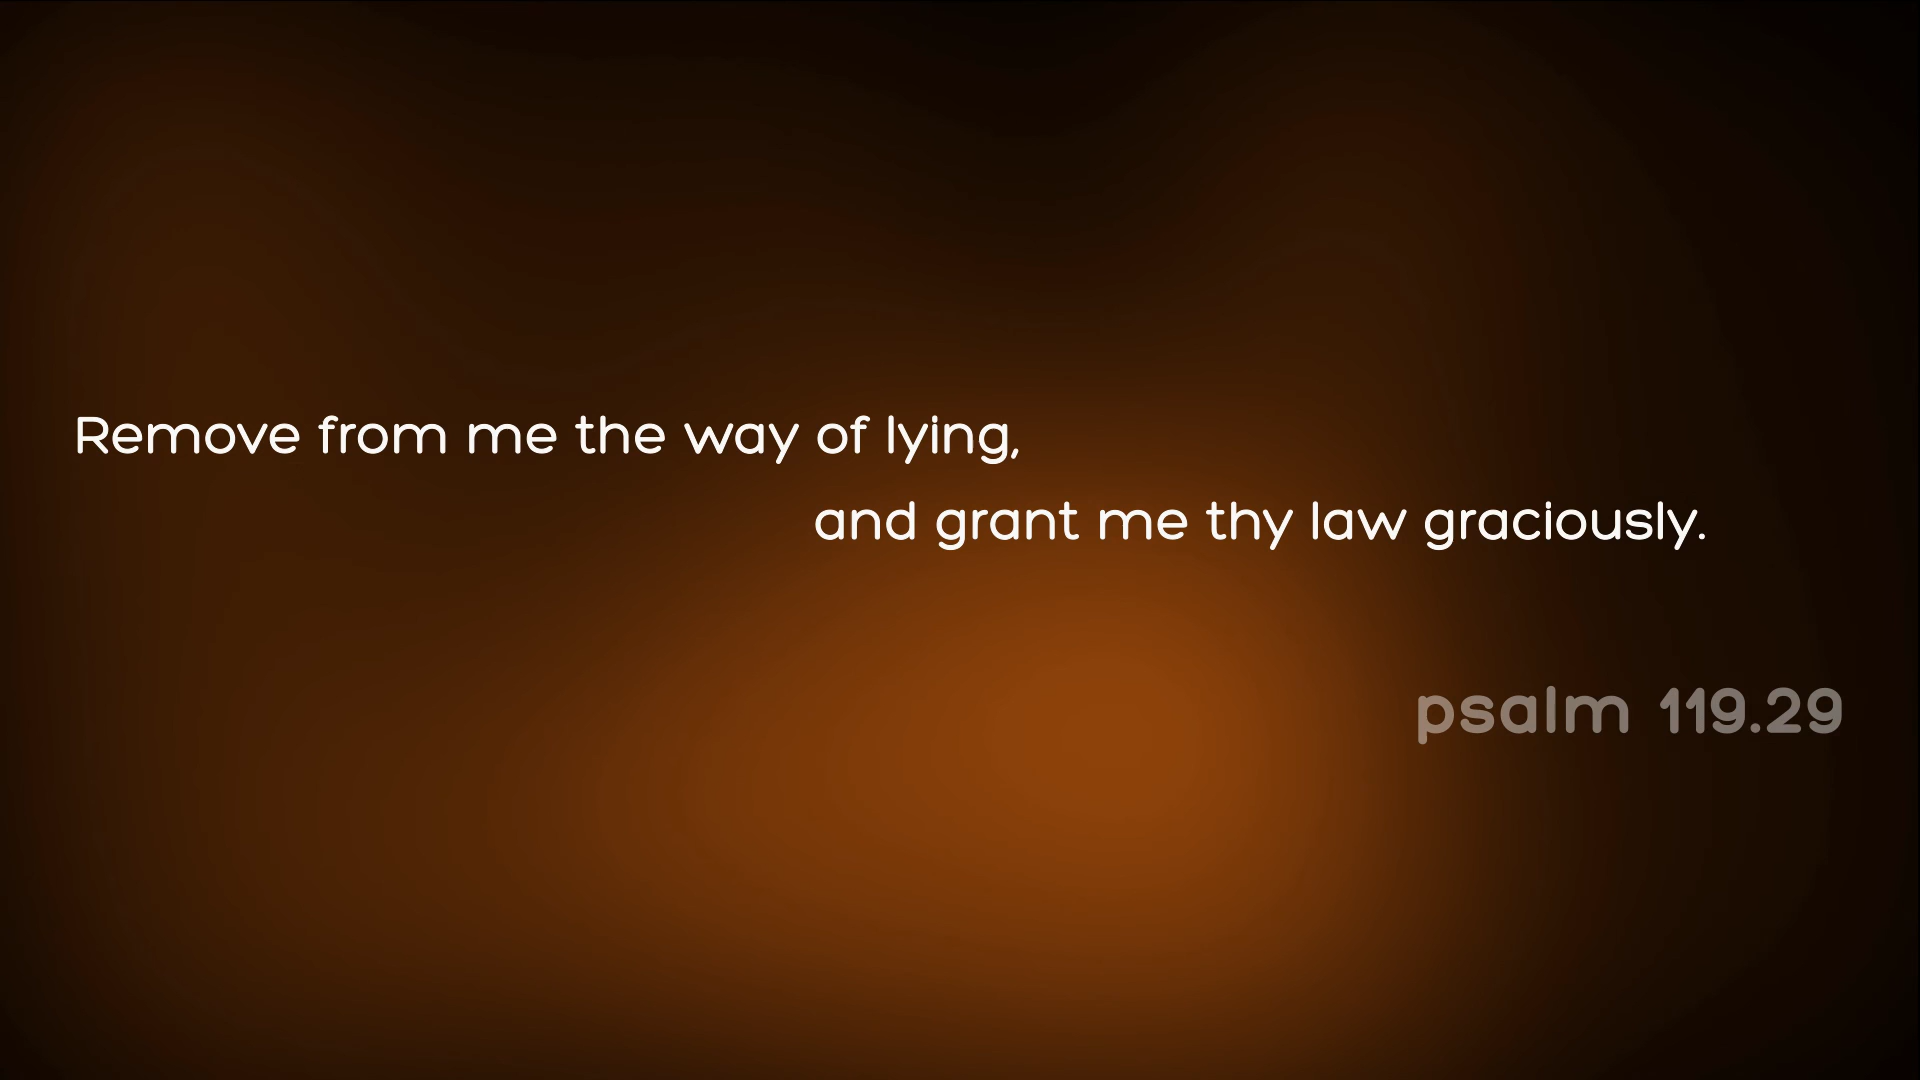 Remove from me the way of lying,
and grant me thy law graciously.
psalm 119.29